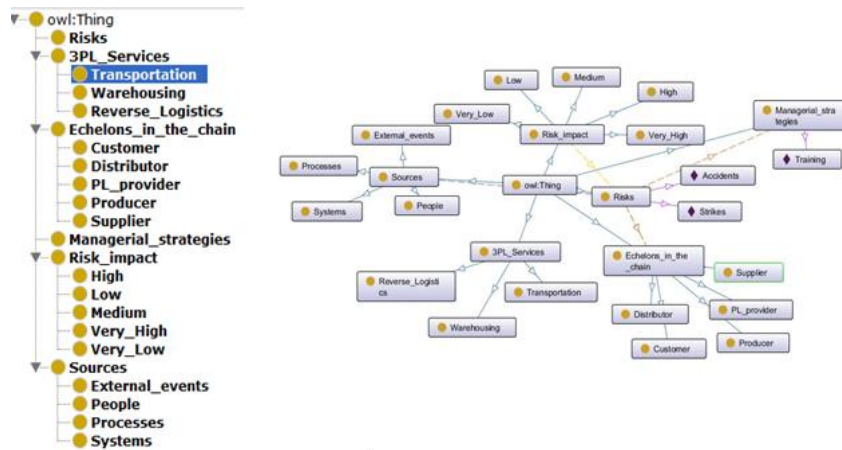 owl:Thing
Risks
3PL_Services
Transportation
Warehousing
Reverse_Logistics
Echelons_in_the_chain
Customer
Distributor
PL_provider
Producer
Supplier
Managerial_strategies
Risk_impact
High
Low
Medium
Very_High
Very_Low
Sources
External_events
People
Processes
Systems
Low
Medium
High
Very_Low
Managerial_stra
tegies
External_events
Risk_impact
Very_High
Training
Processes
Sources
owl:Thing
Accidents
Risks
Systems
People
Strikes
3PL_Services
Echelons_in_the
_chain
Supplier
Reverse_Logisti
cs
Transportation
Distributor
PL_provider
Warehousing
Customer
Producer